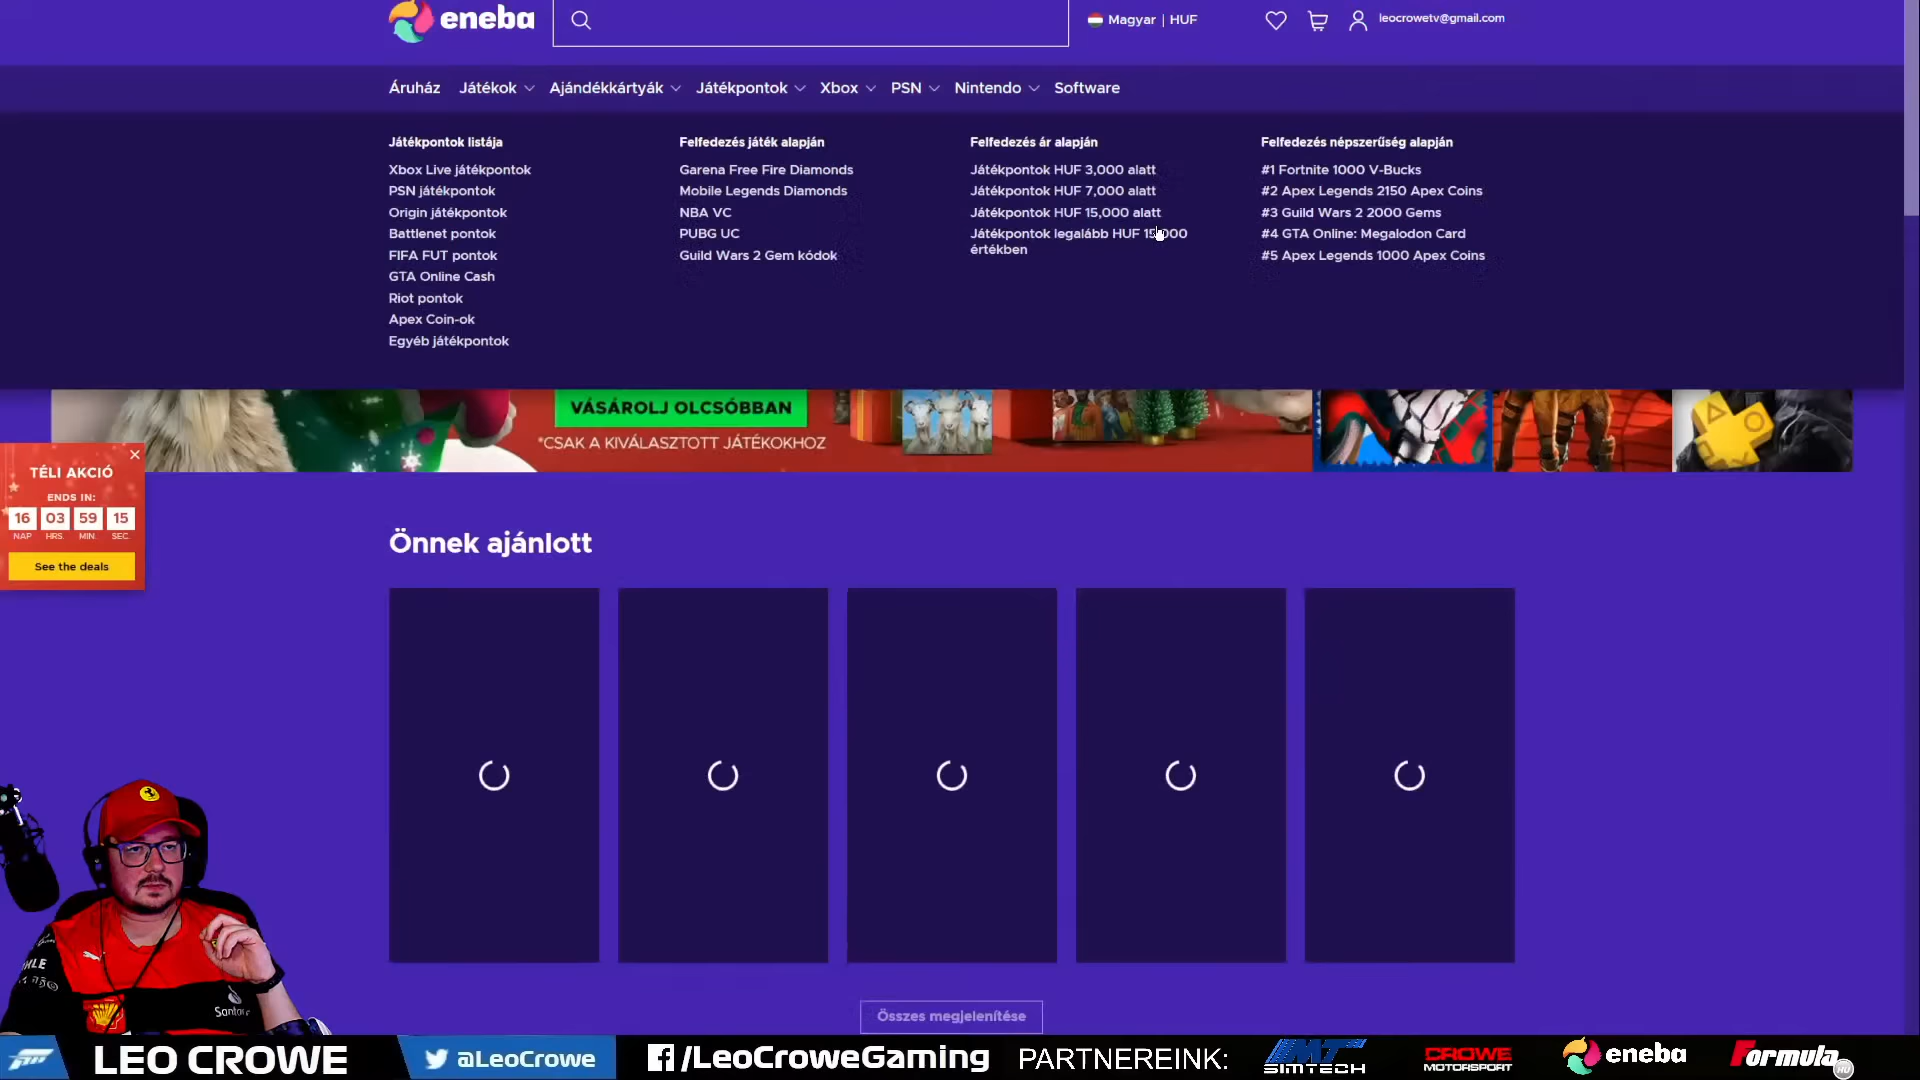 eneba
Magyar | HUF
leocrowetv@gmail.com
Áruház
Játékok
Ajándékkártyák
Játékpontok
Xbox
PSN
Nintendo
Software
Játékpontok listája
Xbox Live játékpontok
PSN játékpontok
Origin játékpontok
Battlenet pontok
FIFA FUT pontok
GTA Online Cash
Riot pontok
Apex Coin-ok
Egyéb játékpontok
Felfedezés játék alapján
Garena Free Fire Diamonds
Mobile Legends Diamonds
NBA VC
PUBG UC
Guild Wars 2 Gem kódok
Felfedezés ár alapján
Játékpontok HUF 3,000 alatt
Játékpontok HUF 7,000 alatt
Játékpontok HUF 15,000 alatt
Játékpontok legalább HUF 15,000
értékben
Felfedezés népszerűség alapján
#1 Fortnite 1000 V-Bucks
#2 Apex Legends 2150 Apex Coins
#3 Guild Wars 2 2000 Gems
#4 GTA Online: Megalodon Card
#5 Apex Legends 1000 Apex Coins
VÁSÁROLJ OLCSÓBBAN
*CSAK A KIVÁLASZTOTT JÁTÉKOKHOZ
TÉLI AKCIÓ
ENDS IN:
16 03 59 15
NAP HRS. MIN. SEC.
See the deals
Önnek ajánlott
Összes megjelenítése
LEO CROWE
@LeoCrowe
/LeoCroweGaming
PARTNEREINK:
SIMTECH
CROWE
MOTORSPORT
eneba
Formula
HU